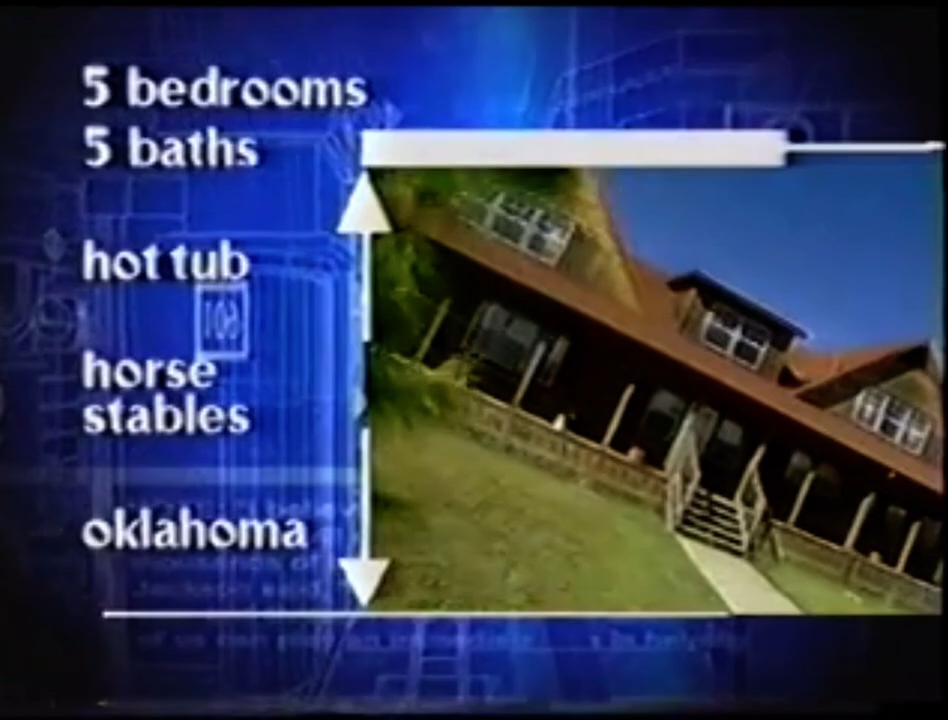 5 bedrooms
5 baths
hot tub
horse
stables
oklahoma